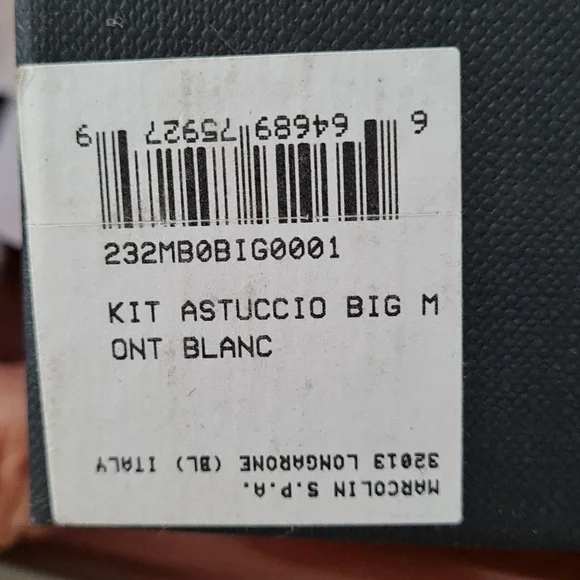 6 64689 75927 9
232MB0BIG0001
KIT ASTUCCIO BIG M
ONT BLANC
MARCOLIN S.P.A.
32013 LONGARONE (BL) ITALY